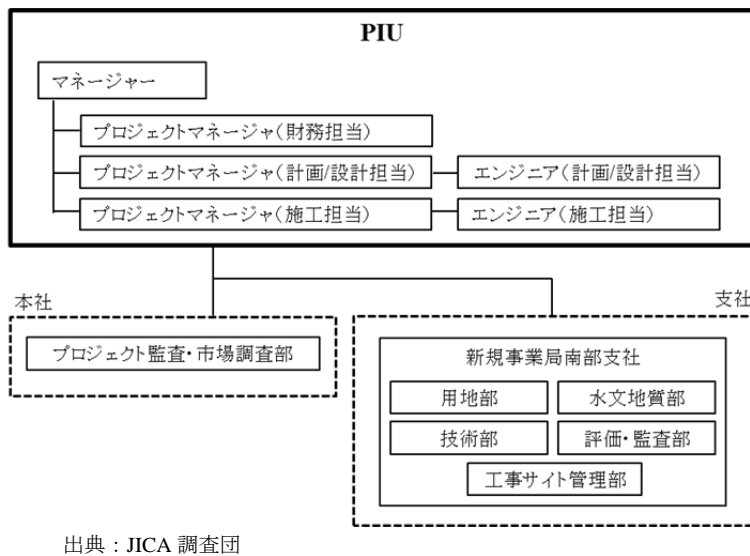 PIU
マネージャー
プロジェクトマネージャ(財務担当)
プロジェクトマネージャ(計画/設計担当)
エンジニア(計画/設計担当)
プロジェクトマネージャ(施工担当)
エンジニア(施工担当)
本社
プロジェクト監査・市場調査部
支社
新規事業局南部支社
用地部
水文地質部
技術部
評価・監査部
工事サイト管理部
出典：JICA 調査団